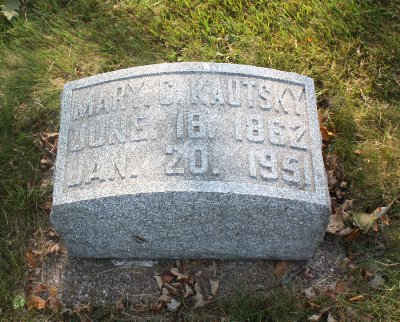 MARY. C. KAUTSKY
JUNE 18. 1862
JAN. 20. 1951